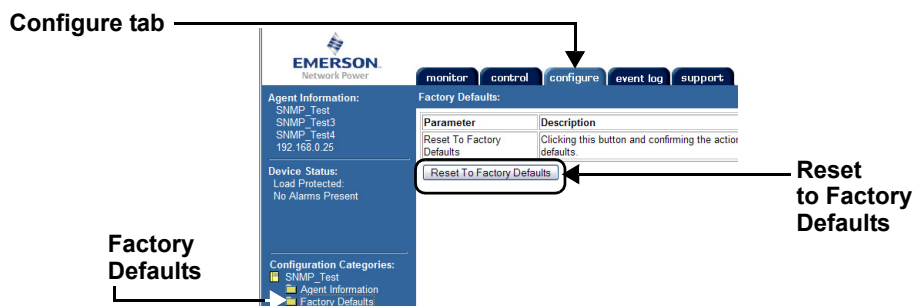 Configure tab
EMERSON.
Network Power
monitor control configure event log support
Agent Information:
SNMP_Test
SNMP_Test3
SNMP_Test4
192.168.0.25
Factory Defaults:
Parameter Description
Reset To Factory Defaults
Clicking this button and confirming the action
defaults.
Reset To Factory Defaults
Reset
to Factory
Defaults
Device Status:
Load Protected:
No Alarms Present
Factory
Defaults
Configuration Categories:
SNMP_Test
Agent Information
Factory Defaults